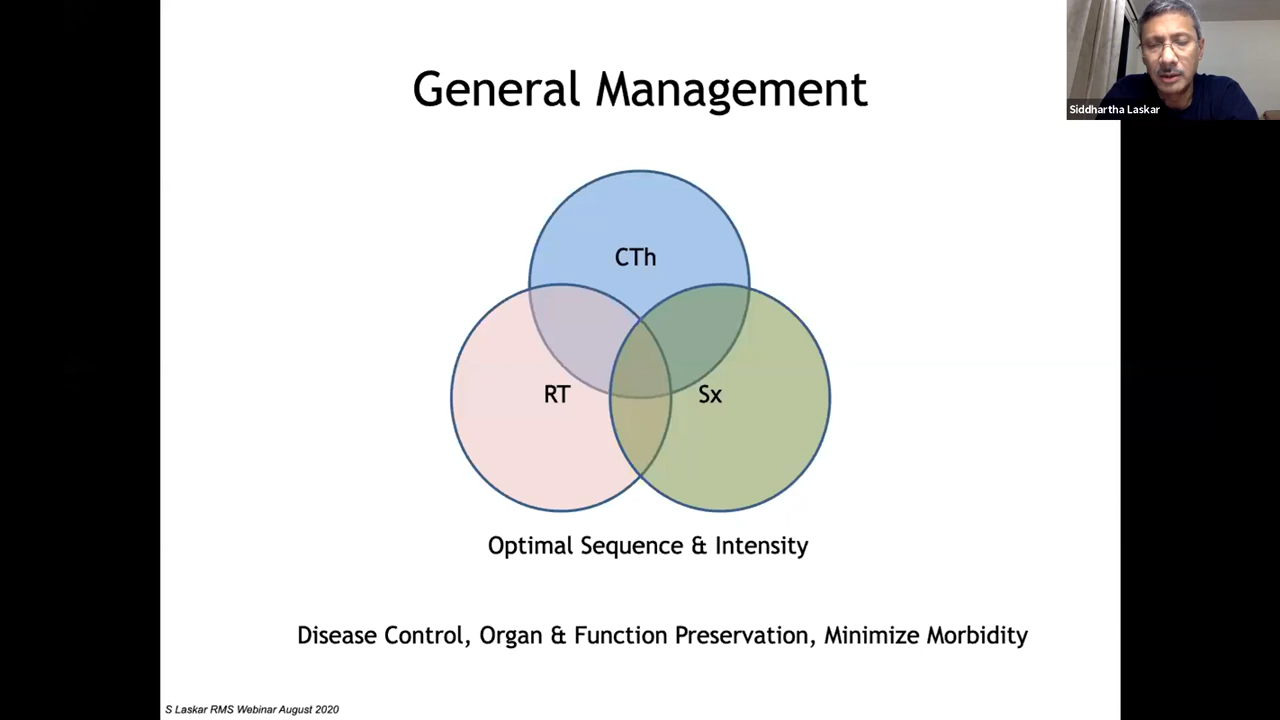 General Management
Siddhartha Laskar
CTh
RT
Sx
Optimal Sequence & Intensity
Disease Control, Organ & Function Preservation, Minimize Morbidity
S Laskar RMS Webinar August 2020